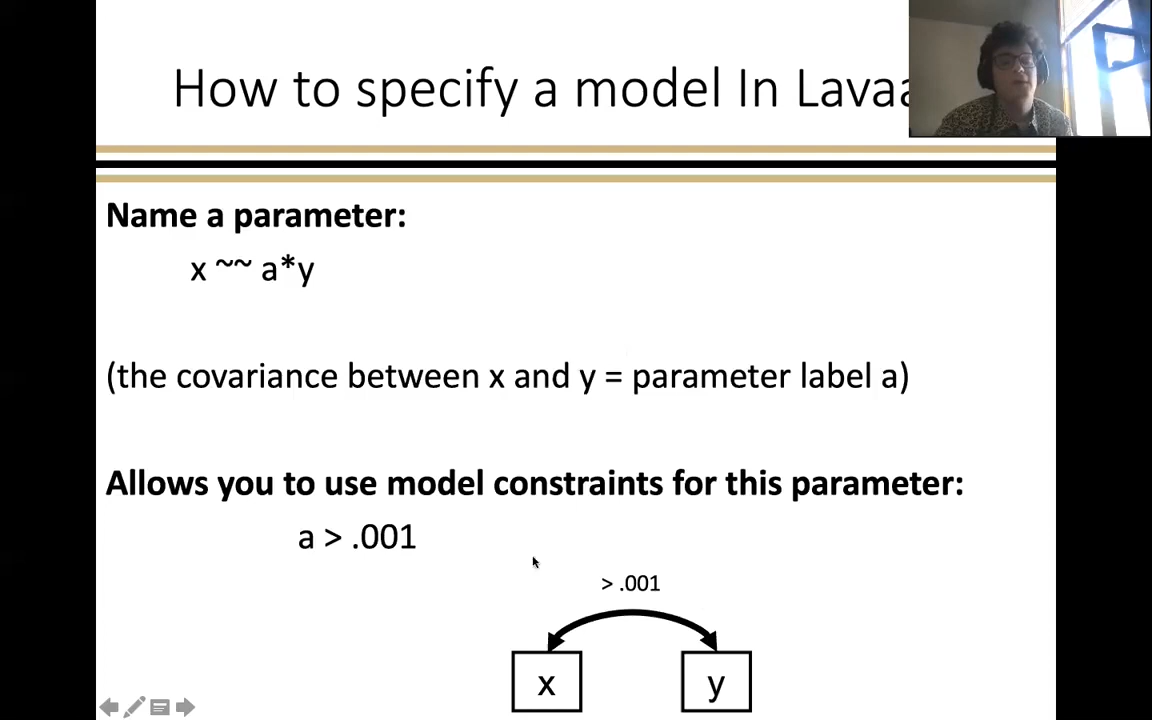 How to specify a model In Lavaa
Name a parameter:
x ~~ a*y
(the covariance between x and y = parameter label a)
Allows you to use model constraints for this parameter:
a > .001
> .001
x
y